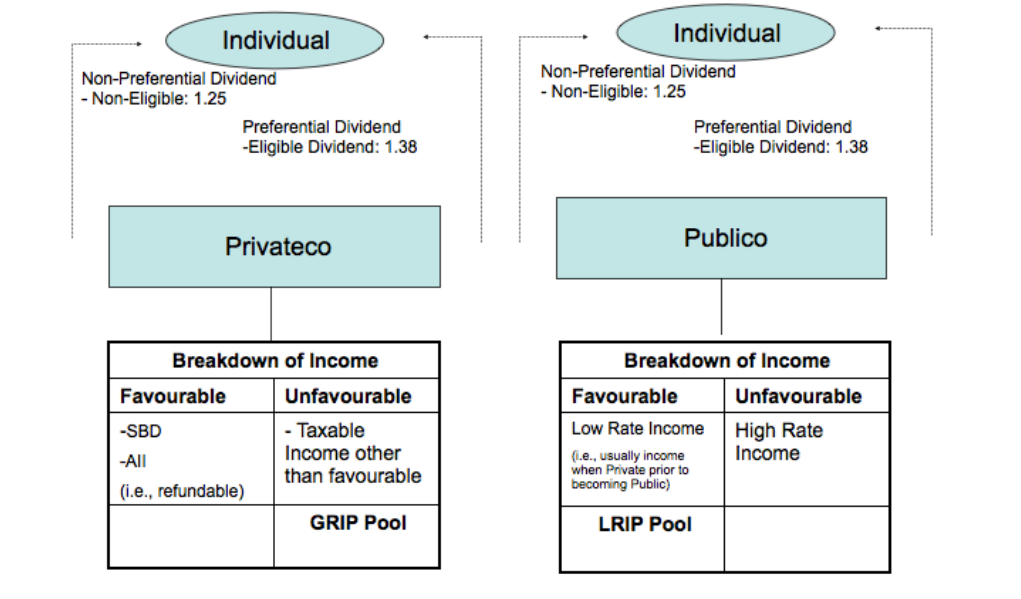 Individual
Non-Preferential Dividend
- Non-Eligible: 1.25
Preferential Dividend
-Eligible Dividend: 1.38
Privateco
Breakdown of Income
Favourable
Unfavourable
-SBD
-AII
(i.e., refundable)
- Taxable
Income other
than favourable
GRIP Pool
Individual
Non-Preferential Dividend
- Non-Eligible: 1.25
Preferential Dividend
-Eligible Dividend: 1.38
Publico
Breakdown of Income
Favourable
Unfavourable
Low Rate Income
(i.e., usually income
when Private prior to
becoming Public)
High Rate
Income
LRIP Pool